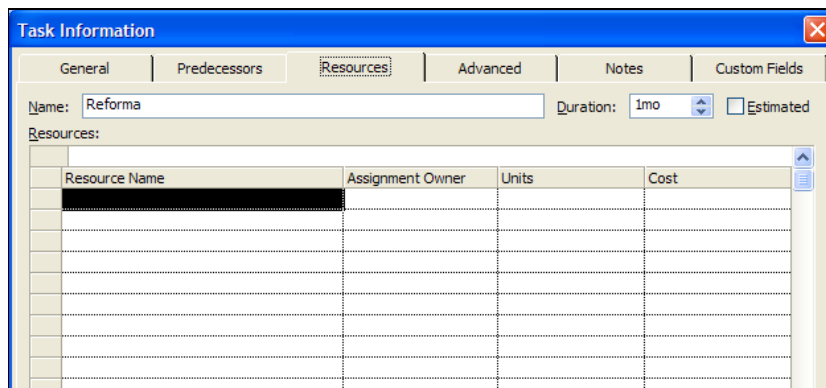 Task Information
General Predecessors Resources Advanced Notes Custom Fields
Name: Reforma Duration: 1mo Estimated
Resources:
Resource Name Assignment Owner Units Cost